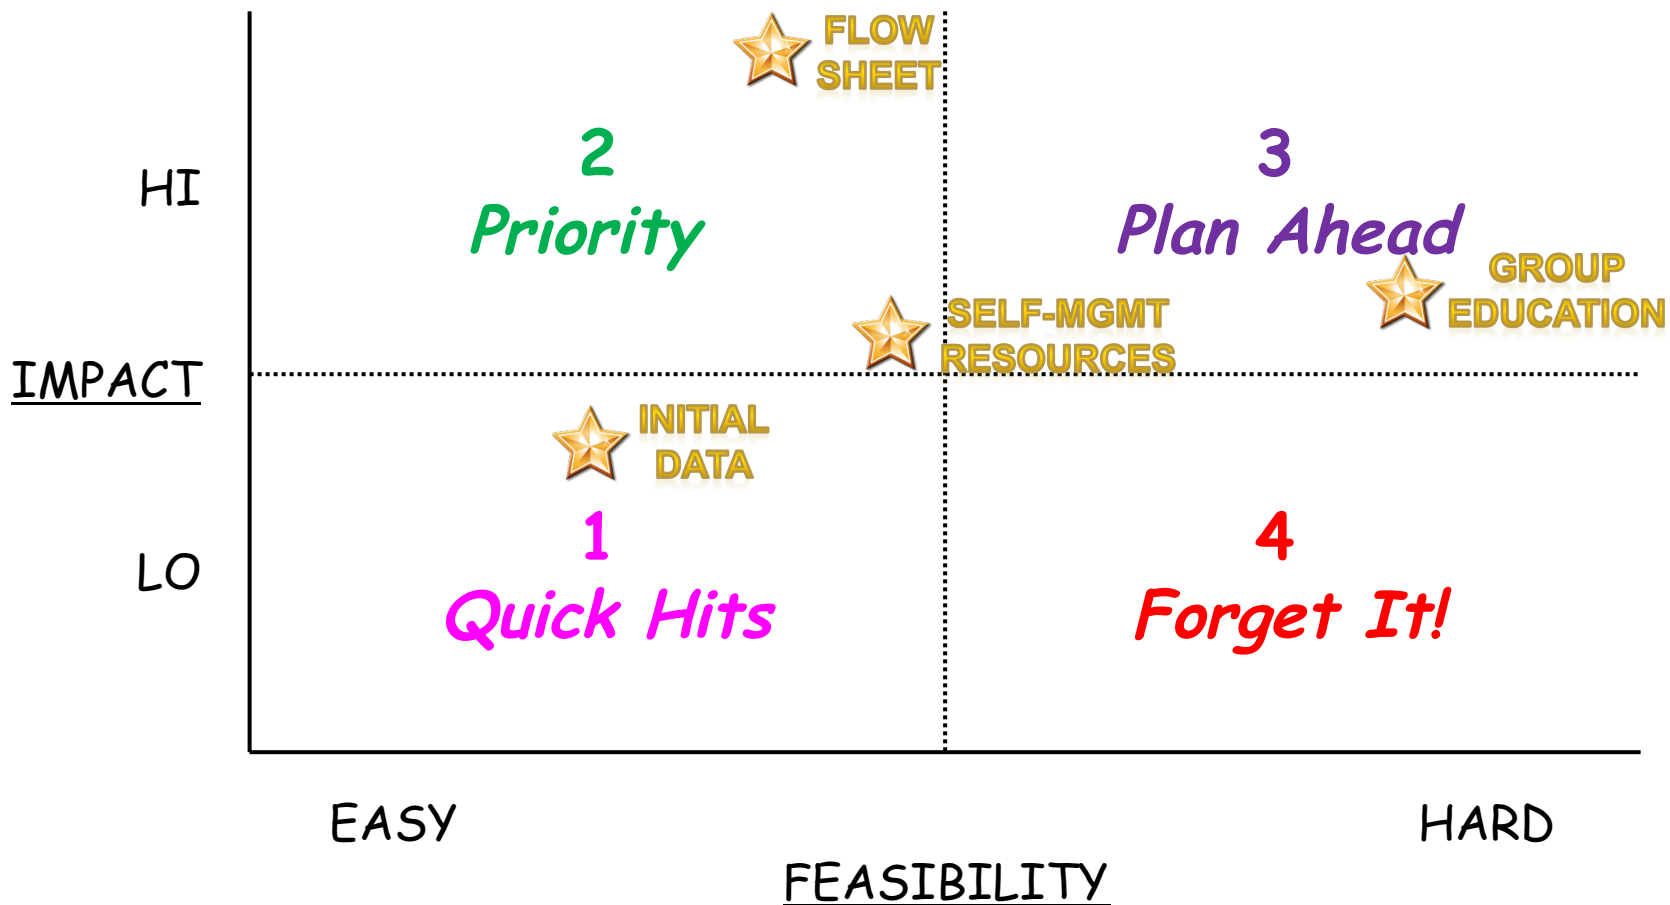 FLOW
SHEET
2
Priority
3
Plan Ahead
HI
GROUP
EDUCATION
SELF-MGMT
RESOURCES
IMPACT
INITIAL
DATA
1
Quick Hits
4
Forget It!
LO
EASY
HARD
FEASIBILITY